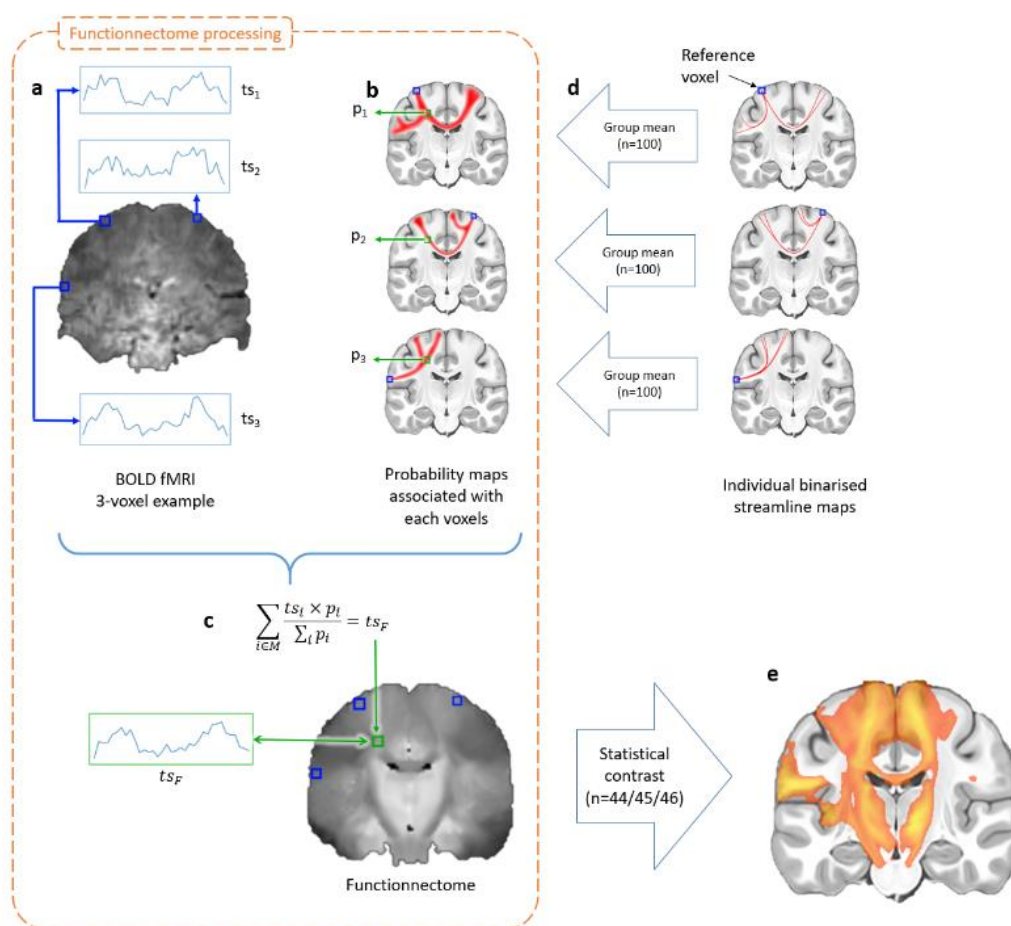 Functionnectome processing
a
ts₁
ts₂
ts₃
BOLD fMRI
3-voxel example
b
p₁
p₂
p₃
Probability maps
associated with
each voxels
d
Reference
voxel
Group mean
(n=100)
Group mean
(n=100)
Group mean
(n=100)
Individual binarised
streamline maps
c
∑_{i∈M} (ts_i × p_i)/(∑_i p_i) = ts_F
ts_F
Functionnectome
Statistical
contrast
(n=44/45/46)
e